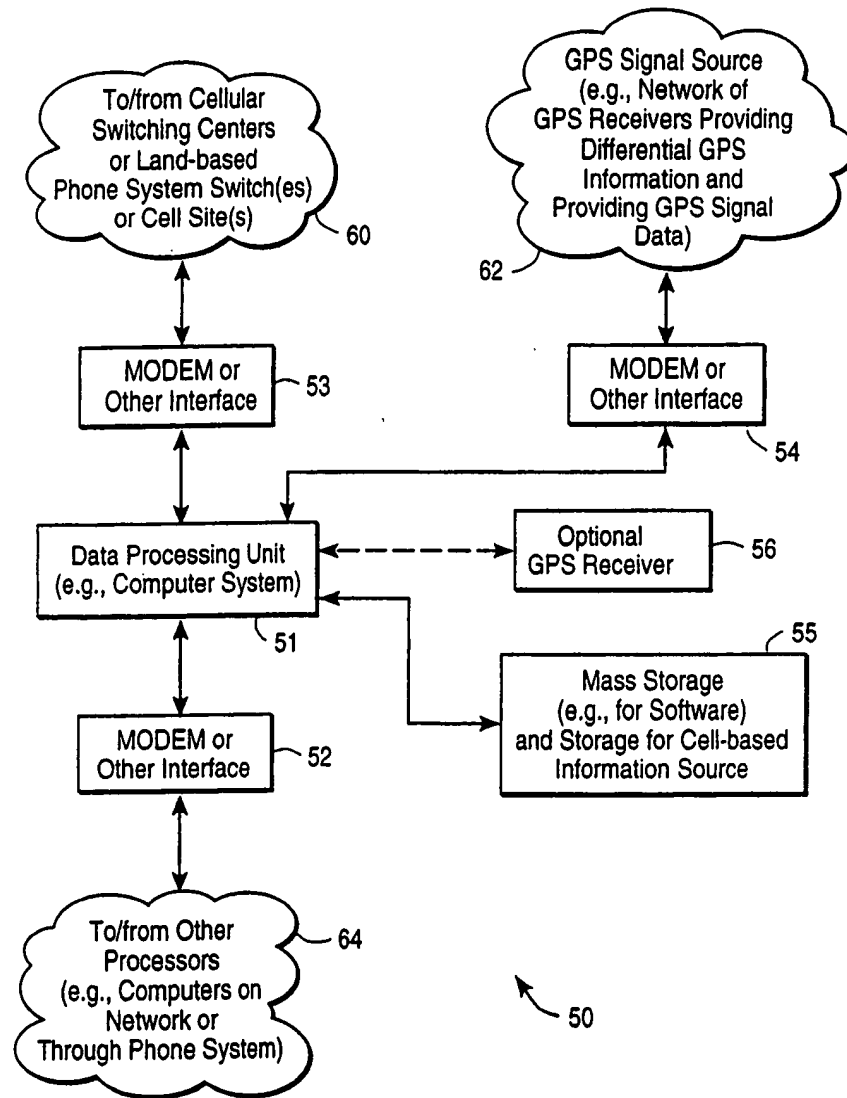 To/from Cellular
Switching Centers
or Land-based
Phone System Switch(es)
or Cell Site(s)
60
GPS Signal Source
(e.g., Network of
GPS Receivers Providing
Differential GPS
Information and
Providing GPS Signal
Data)
62
MODEM or
Other Interface
53
MODEM or
Other Interface
54
Data Processing Unit
(e.g., Computer System)
51
Optional
GPS Receiver
56
55
Mass Storage
(e.g., for Software)
and Storage for Cell-based
Information Source
MODEM or
Other Interface
52
To/from Other
Processors
(e.g., Computers on
Network or
Through Phone System)
64
50